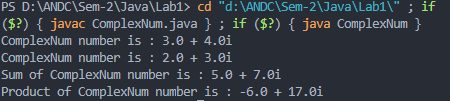 PS D:\ANDC\Sem-2\Java\Lab1> cd "d:\ANDC\Sem-2\Java\Lab1\" ; if
($?) { javac ComplexNum.java } ; if ($?) { java ComplexNum }
ComplexNum number is : 3.0 + 4.0i
ComplexNum number is : 2.0 + 3.0i
Sum of ComplexNum number is : 5.0 + 7.0i
Product of ComplexNum number is : -6.0 + 17.0i